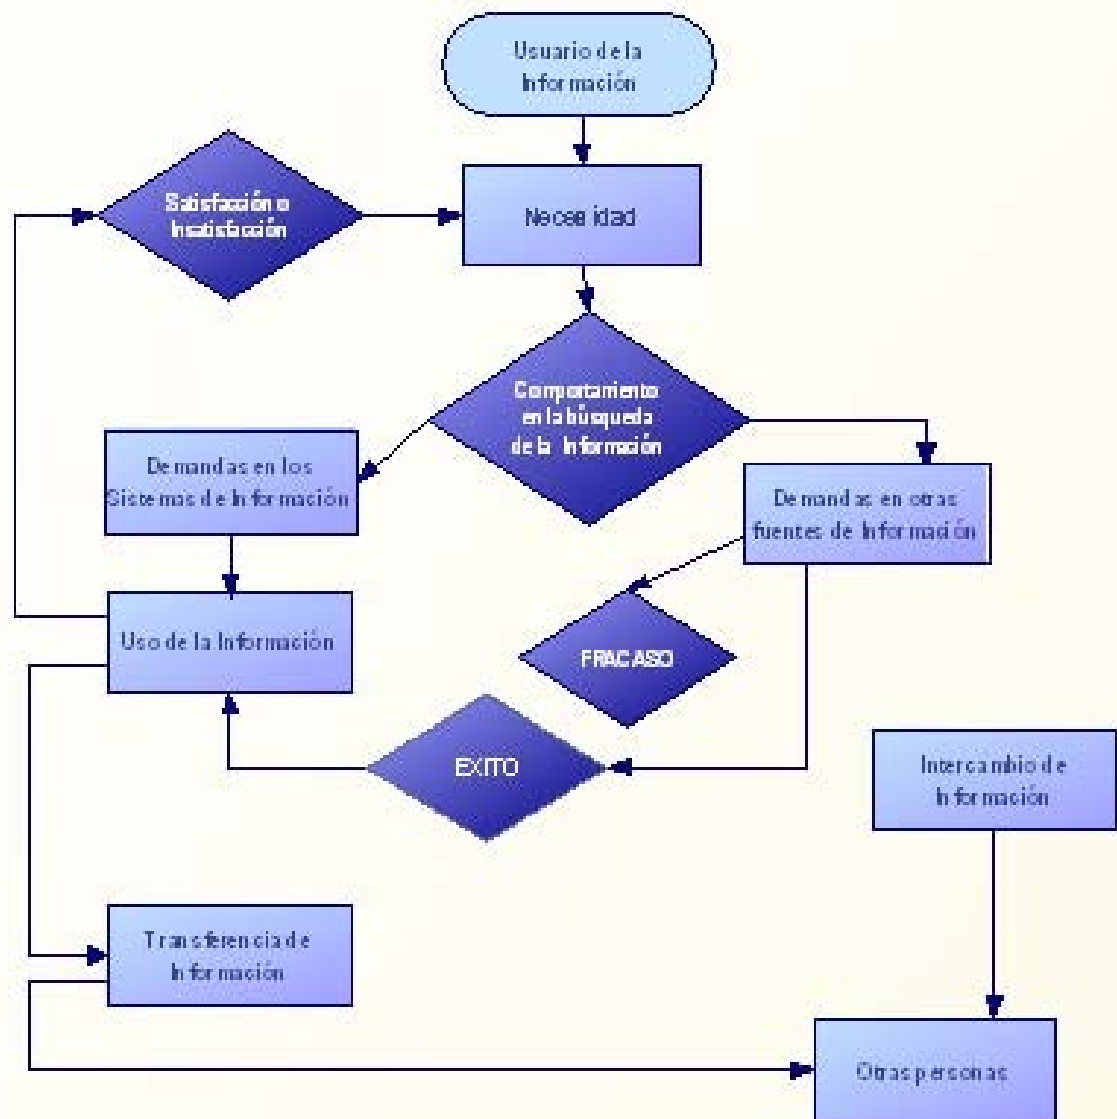 Usuario de la
Información
Satisfacción o
Insatisfacción
Necesidad
Comportamiento
en la búsqueda
de la Información
Demandas en los
Sistemas de Información
Demandas en otras
fuentes de Información
Uso de la Información
FRACASO
EXITO
Intercambio de
Información
Transferencia de
Información
Otras personas